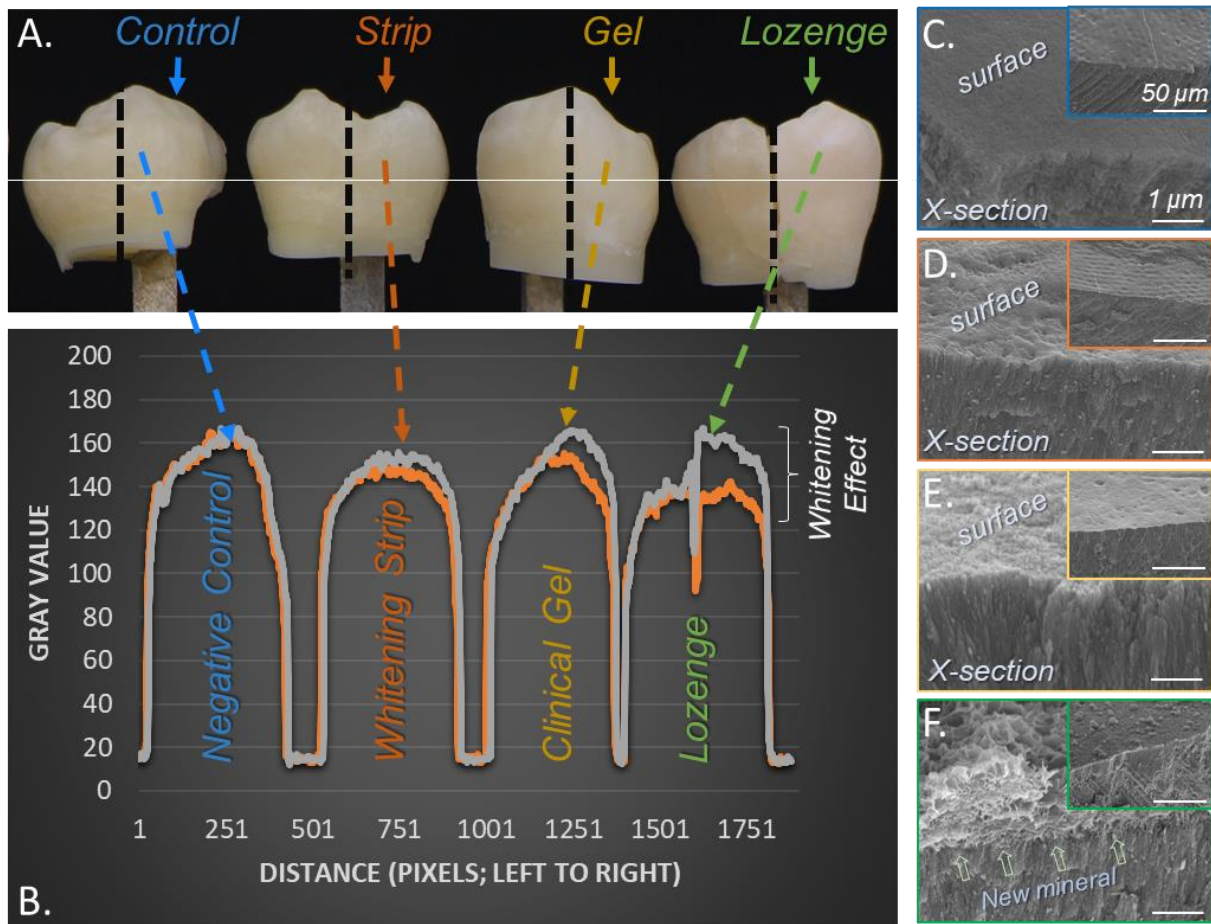 A.
Control
Strip
Gel
Lozenge
200
180
160
140
120
100
80
60
40
20
0
GRAY VALUE
Negative Control
Whitening Strip
Clinical Gel
Lozenge
Whitening
Effect
1
251
501
751
1001
1251
1501
1751
DISTANCE (PIXELS; LEFT TO RIGHT)
B.
C.
surface
50 µm
X-section
1 µm
D.
surface
X-section
E.
surface
X-section
F.
New mineral